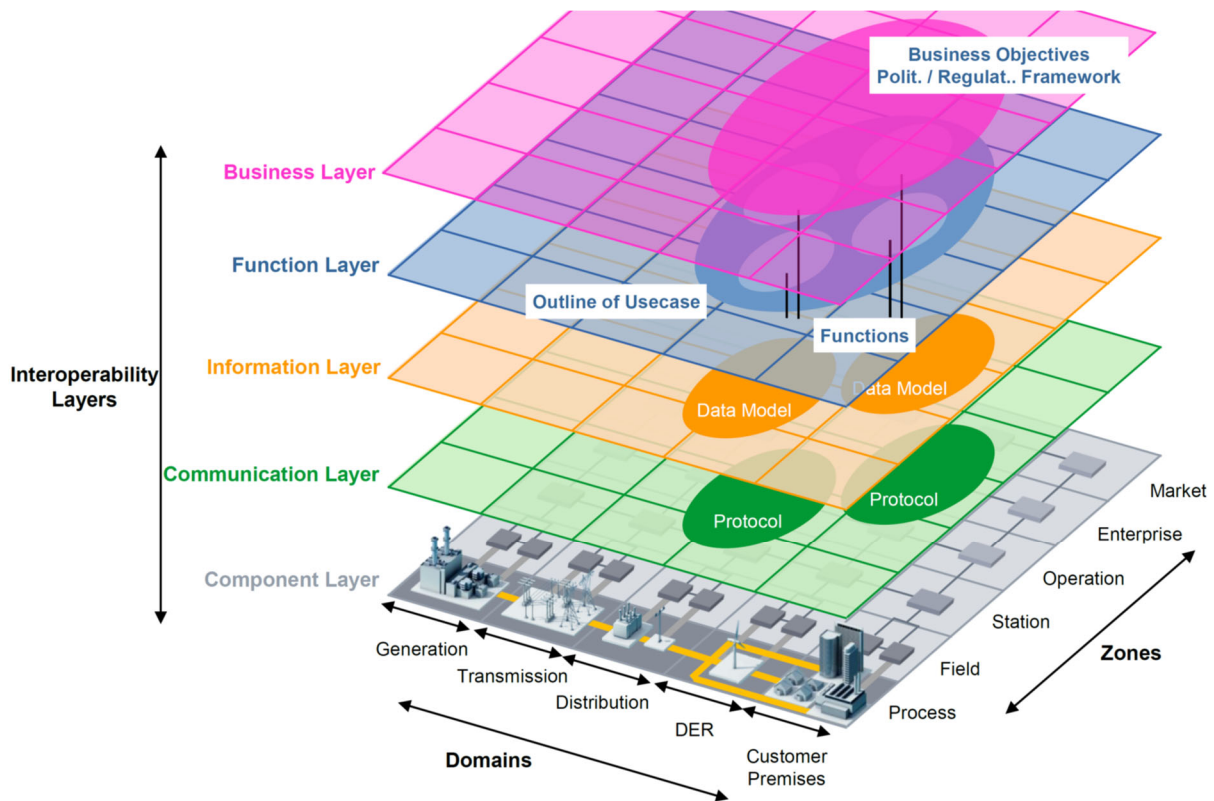 Business Objectives
Polit. / Regulat.. Framework
Business Layer
Function Layer
Outline of Usecase
Functions
Information Layer
Data Model
Data Model
Interoperability
Layers
Communication Layer
Protocol
Protocol
Component Layer
Market
Enterprise
Operation
Station
Field
Process
Zones
Generation
Transmission
Distribution
DER
Customer
Premises
Domains